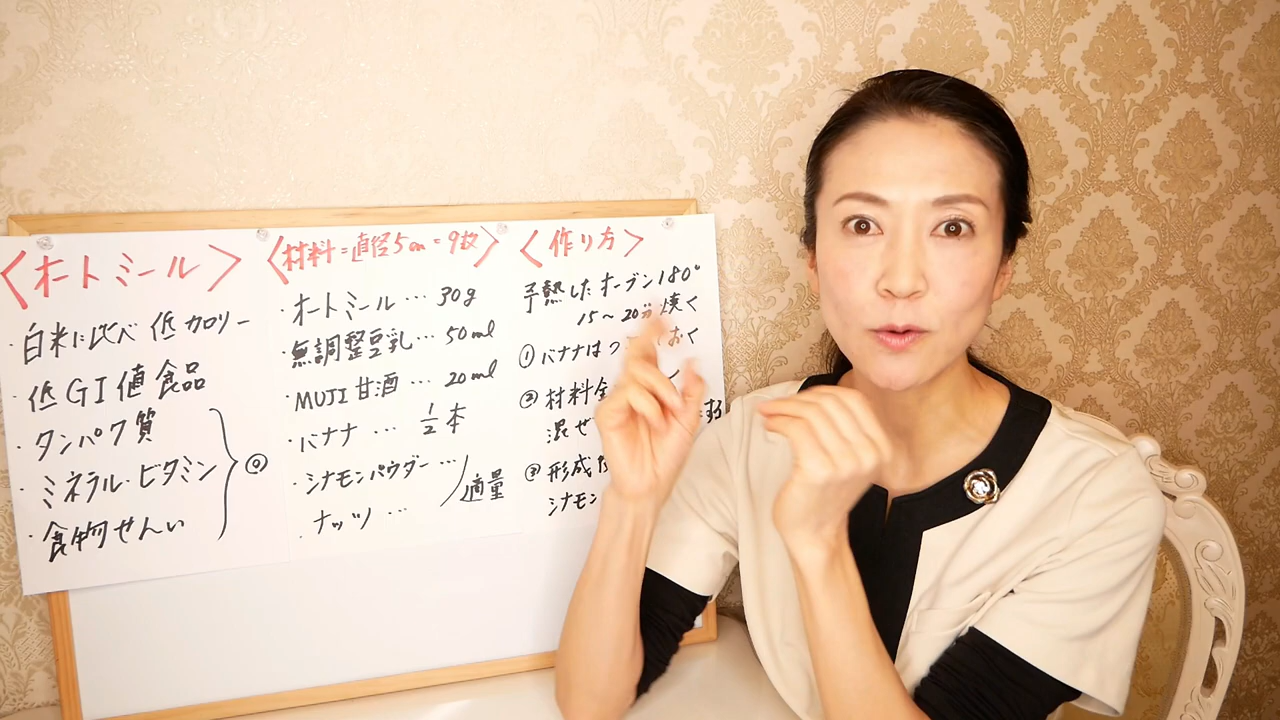 〈オートミール〉
・白米に比べ低カロリー
・低GI値食品
・タンパク質
・ミネラル・ビタミン
・食物せんい
◎
〈材料=直径5cm=9枚〉
・オートミール… 30g
・無調整豆乳… 50ml
・MUJI甘酒 … 20ml
・バナナ … 1/2本
・シナモンパウダー …
・ナッツ …
適量
〈作り方〉
予熱したオーブン180°
15〜20分焼く
① バナナは おく
② 材料全
混ぜ
③ 形成
シナモン